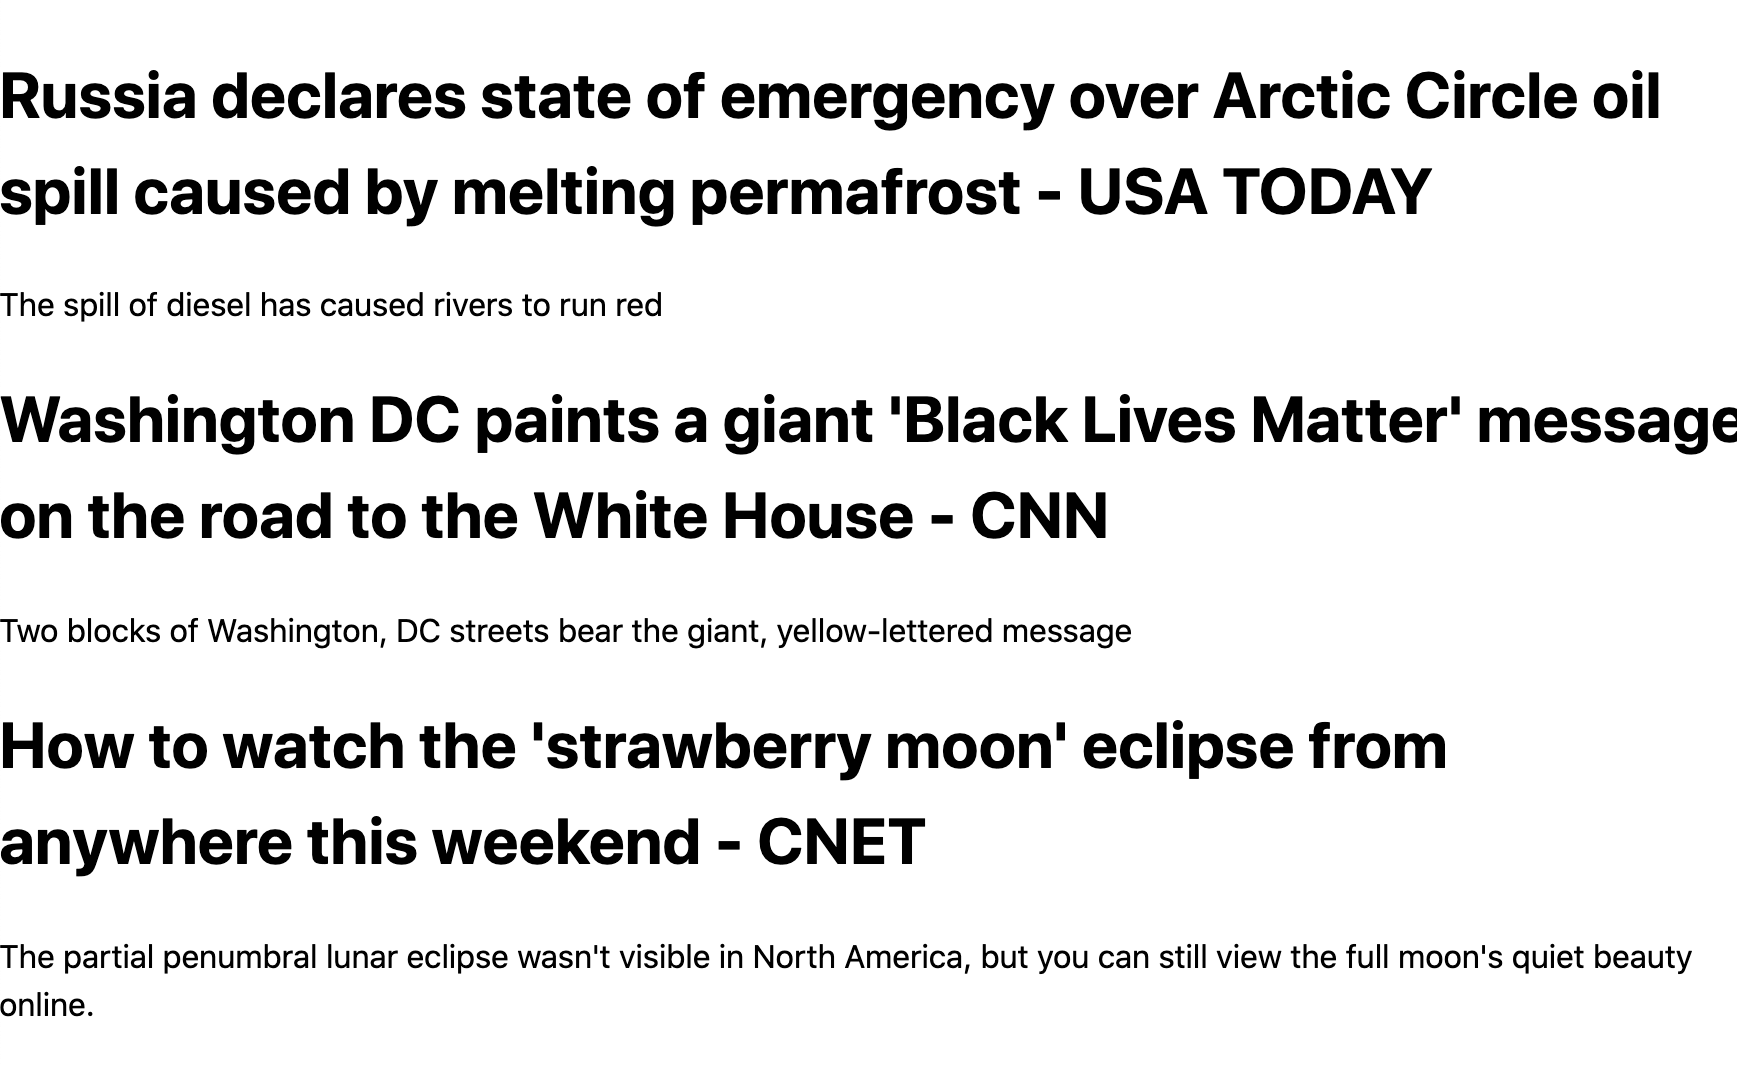 Russia declares state of emergency over Arctic Circle oil
spill caused by melting permafrost - USA TODAY
The spill of diesel has caused rivers to run red
Washington DC paints a giant 'Black Lives Matter' message
on the road to the White House - CNN
Two blocks of Washington, DC streets bear the giant, yellow-lettered message
How to watch the 'strawberry moon' eclipse from
anywhere this weekend - CNET
The partial penumbral lunar eclipse wasn't visible in North America, but you can still view the full moon's quiet beauty
online.